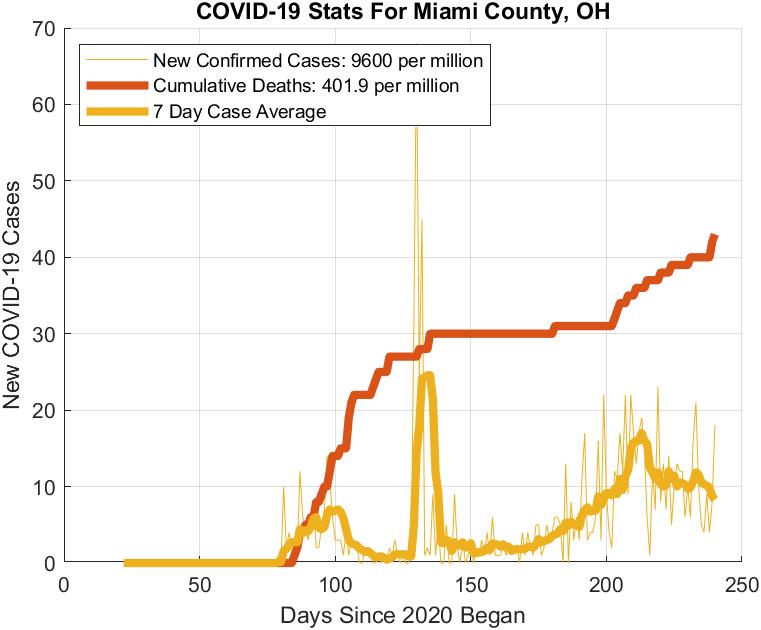 COVID-19 Stats For Miami County, OH
New Confirmed Cases: 9600 per million
Cumulative Deaths: 401.9 per million
7 Day Case Average
New COVID-19 Cases
70
60
50
40
30
20
10
0
0 50 100 150 200 250
Days Since 2020 Began